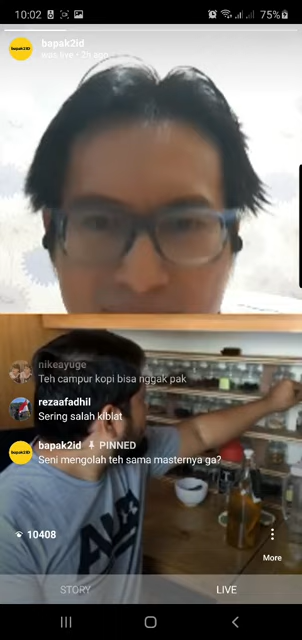 10:02
75%
bapak2ID
bapak2id
was live · 2h ago
nikeayuge
Teh campur kopi bisa nggak pak
rezaafadhil
Sering salah kiblat
bapak2ID
bapak2id PINNED
Seni mengolah teh sama masternya ga?
10408
More
STORY LIVE